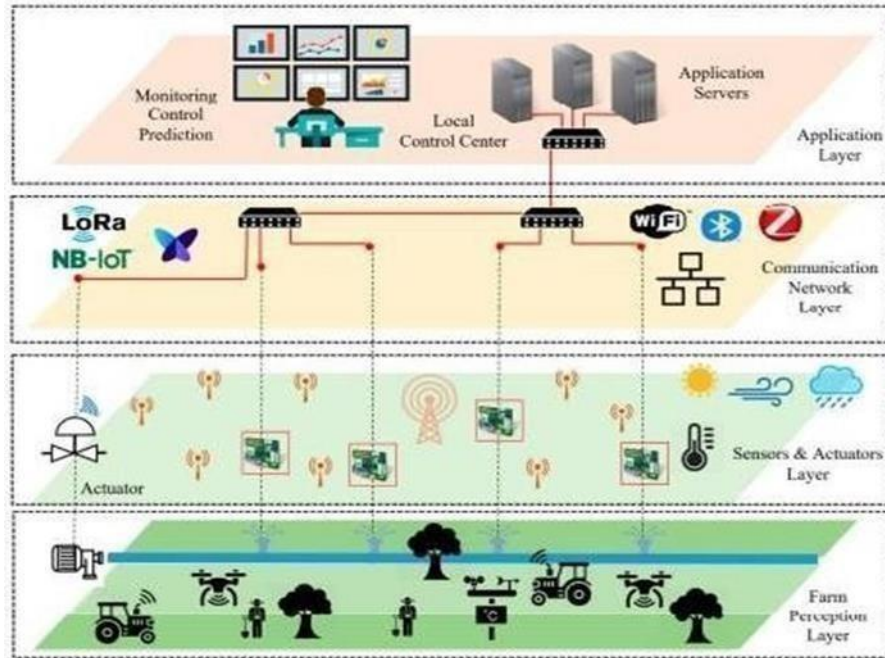 Monitoring
Control
Prediction
Local
Control Center
Application
Servers
Application
Layer
LoRa
NB-IoT
WiFi
Z
Communication
Network
Layer
Actuator
Sensors & Actuators
Layer
°C
Farm
Perception
Layer